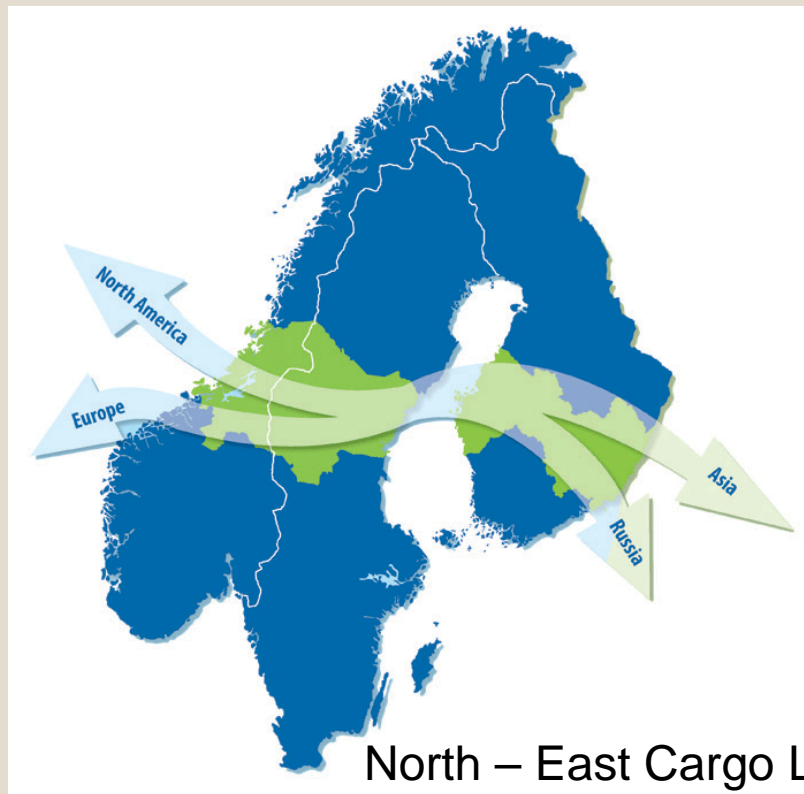 North America
Europe
Asia
Russia
North – East Cargo L